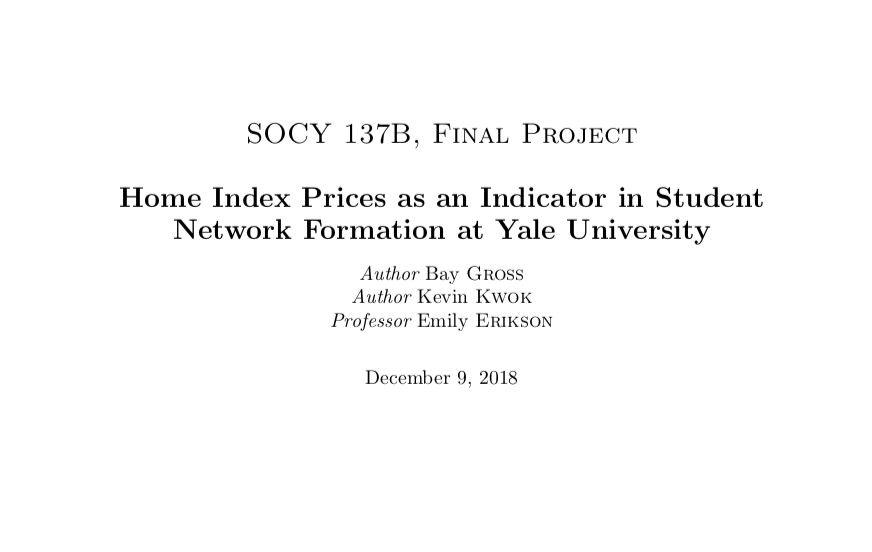 SOCY 137B, Final Project
Home Index Prices as an Indicator in Student
Network Formation at Yale University
Author Bay Gross
Author Kevin Kwok
Professor Emily Erikson
December 9, 2018